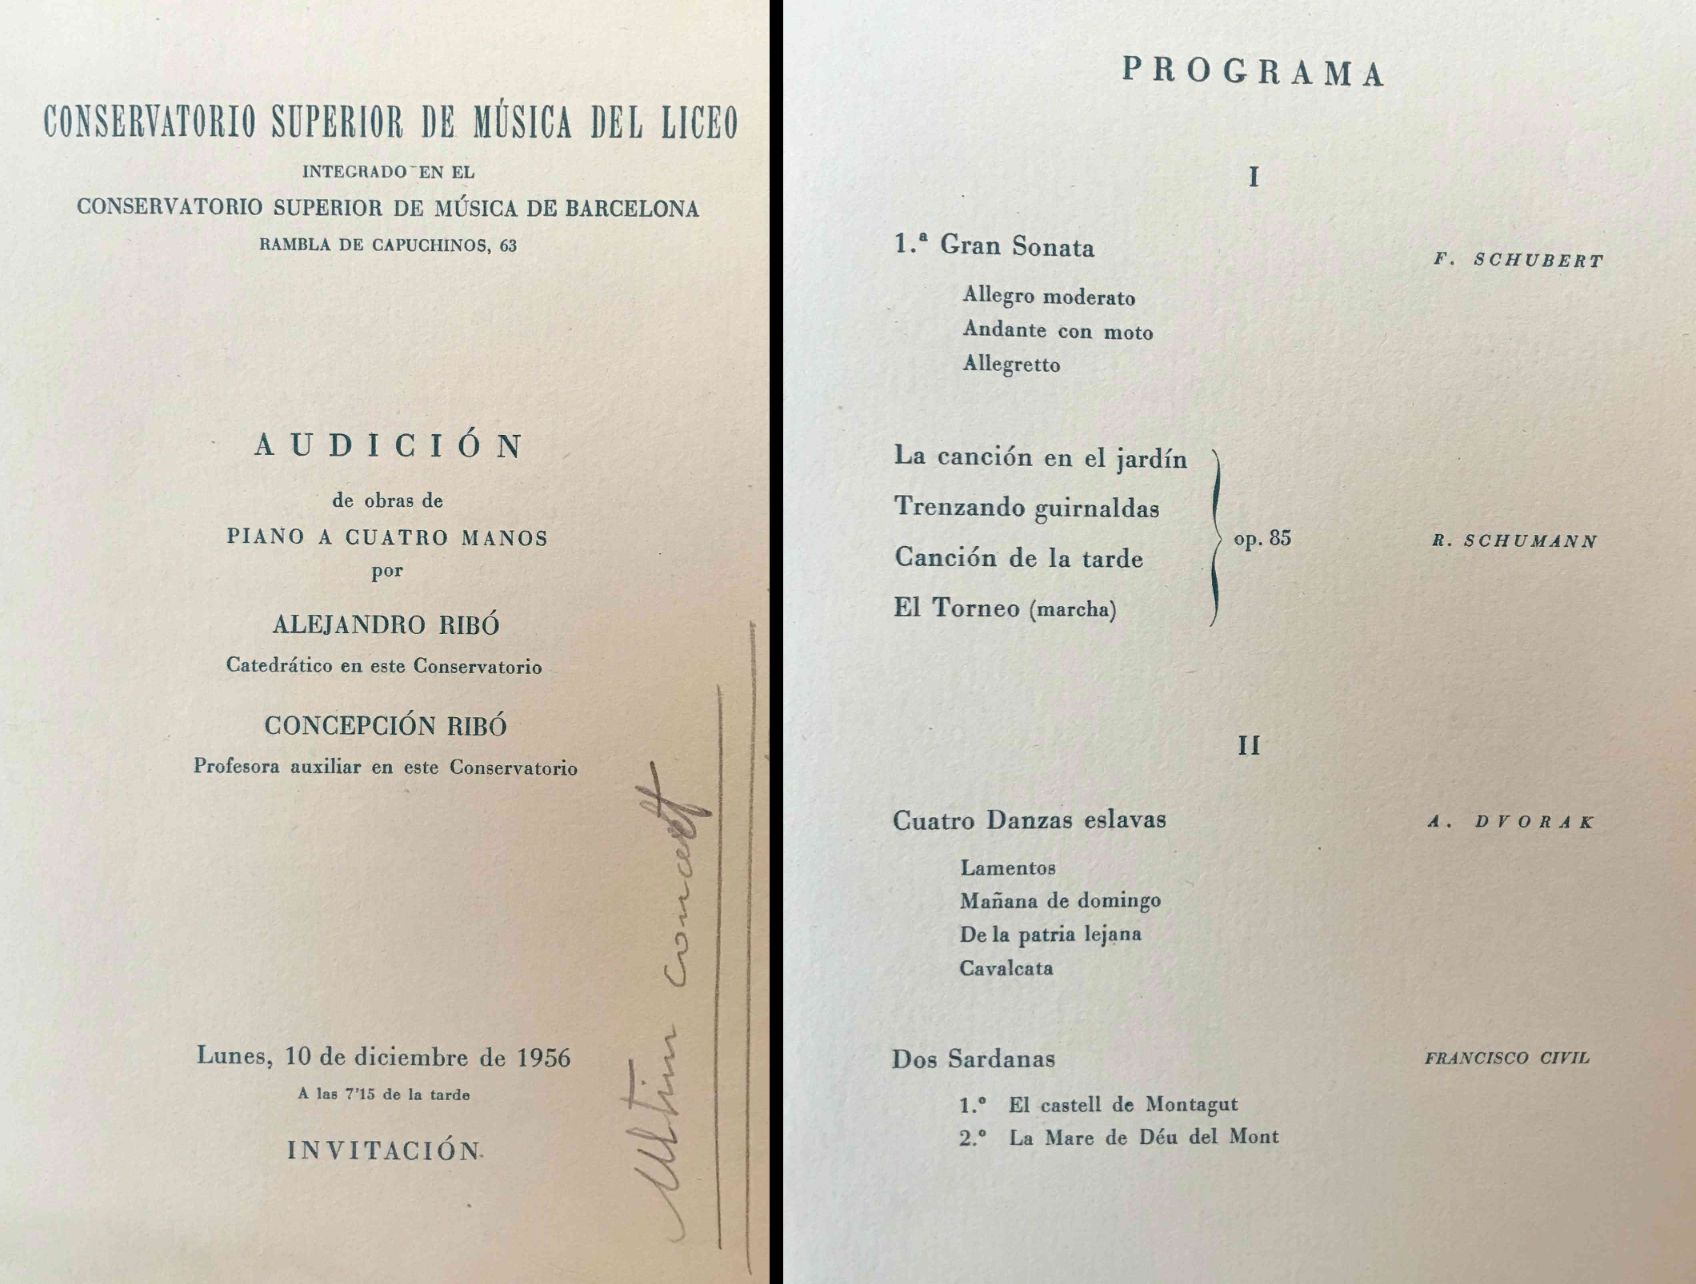 CONSERVATORIO SUPERIOR DE MÚSICA DEL LICEO
INTEGRADO EN EL
CONSERVATORIO SUPERIOR DE MÚSICA DE BARCELONA
RAMBLA DE CAPUCHINOS, 63
AUDICIÓN
de obras de
PIANO A CUATRO MANOS
por
ALEJANDRO RIBÓ
Catedrático en este Conservatorio
CONCEPCIÓN RIBÓ
Profesora auxiliar en este Conservatorio
Lunes, 10 de diciembre de 1956
A las 7'15 de la tarde
INVITACIÓN
Ultim concert
PROGRAMA
I
1.ª Gran Sonata F. SCHUBERT
Allegro moderato
Andante con moto
Allegretto
La canción en el jardín
Trenzando guirnaldas
op. 85 R. SCHUMANN
Canción de la tarde
El Torneo (marcha)
II
Cuatro Danzas eslavas A. DVORAK
Lamentos
Mañana de domingo
De la patria lejana
Cavalcata
Dos Sardanas FRANCISCO CIVIL
1.º El castell de Montagut
2.º La Mare de Déu del Mont